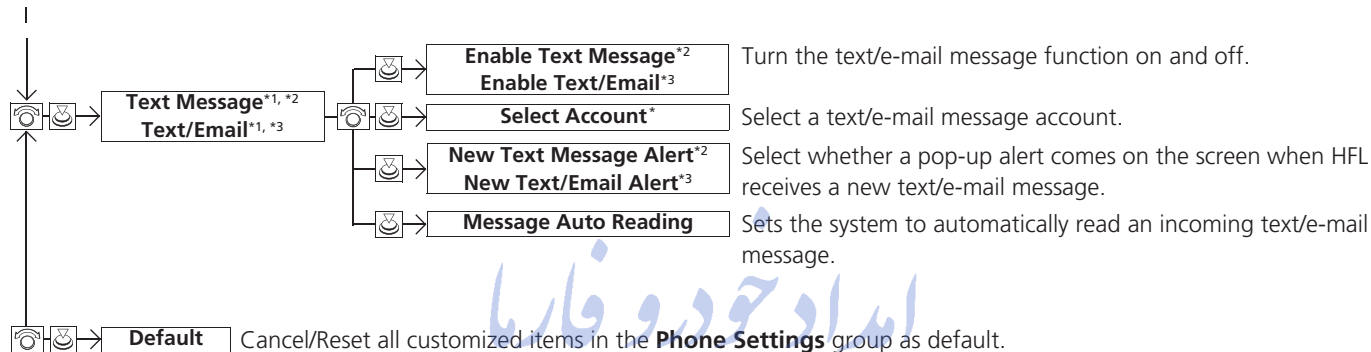 Enable Text Message*2
Enable Text/Email*3
Turn the text/e-mail message function on and off.
Text Message*1, *2
Text/Email*1, *3
Select Account*
Select a text/e-mail message account.
New Text Message Alert*2
New Text/Email Alert*3
Select whether a pop-up alert comes on the screen when HFL
receives a new text/e-mail message.
Message Auto Reading
Sets the system to automatically read an incoming text/e-mail
message.
امداد خودرو فارما
Default
Cancel/Reset all customized items in the Phone Settings group as default.